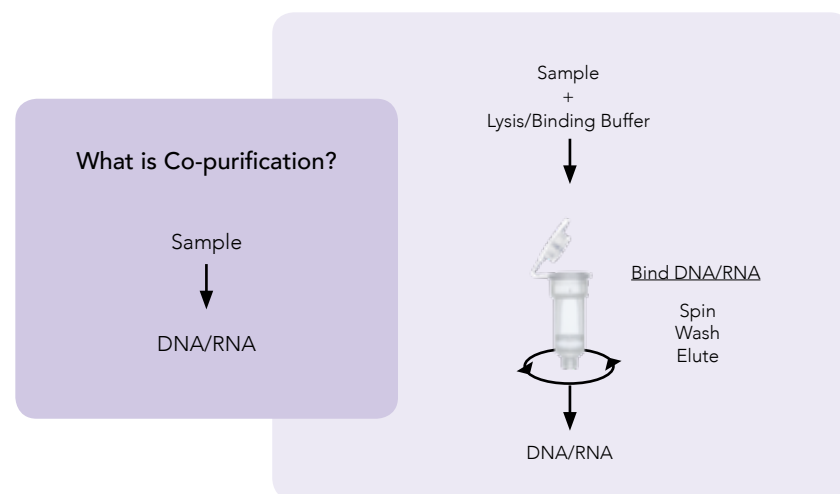 What is Co-purification?
Sample
DNA/RNA
Sample
+
Lysis/Binding Buffer
Bind DNA/RNA
Spin
Wash
Elute
DNA/RNA